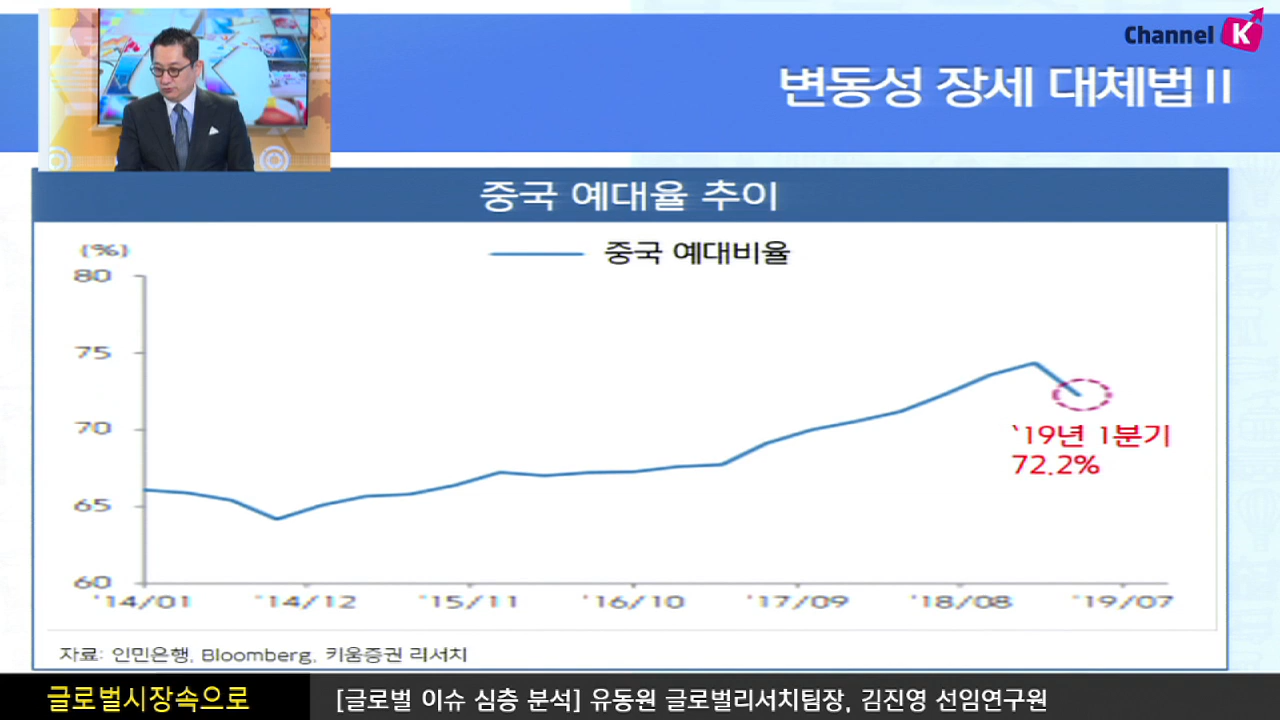 Channel K
변동성 장세 대체법 II
중국 예대율 추이
(%)
중국 예대비율
80
75
70
65
60
`19년 1분기
72.2%
'14/01 '14/12 '15/11 '16/10 '17/09 '18/08 '19/07
자료: 인민은행, Bloomberg, 키움증권 리서치
글로벌시장속으로
[글로벌 이슈 심층 분석] 유동원 글로벌리서치팀장, 김진영 선임연구원